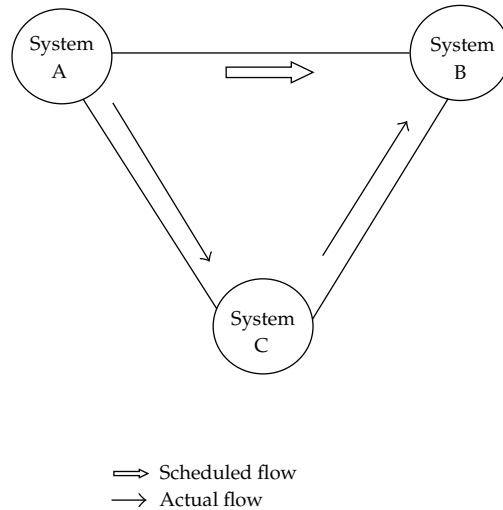 System
A
System
B
System
C
Scheduled flow
Actual flow